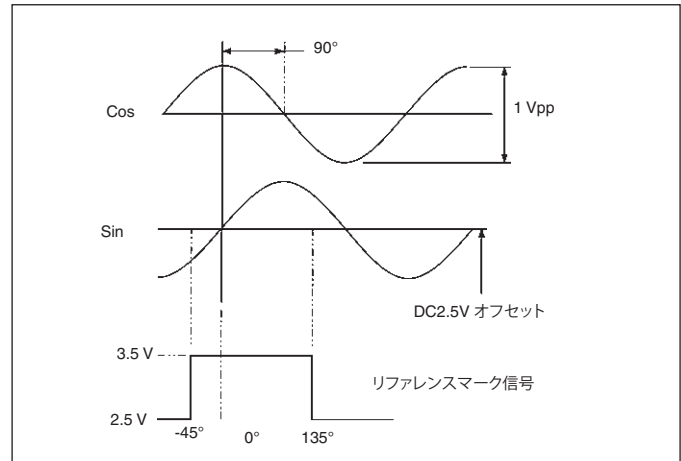 90°
Cos
1 Vpp
Sin
DC2.5V オフセット
3.5 V
リファレンスマーク信号
2.5 V
-45°
0°
135°